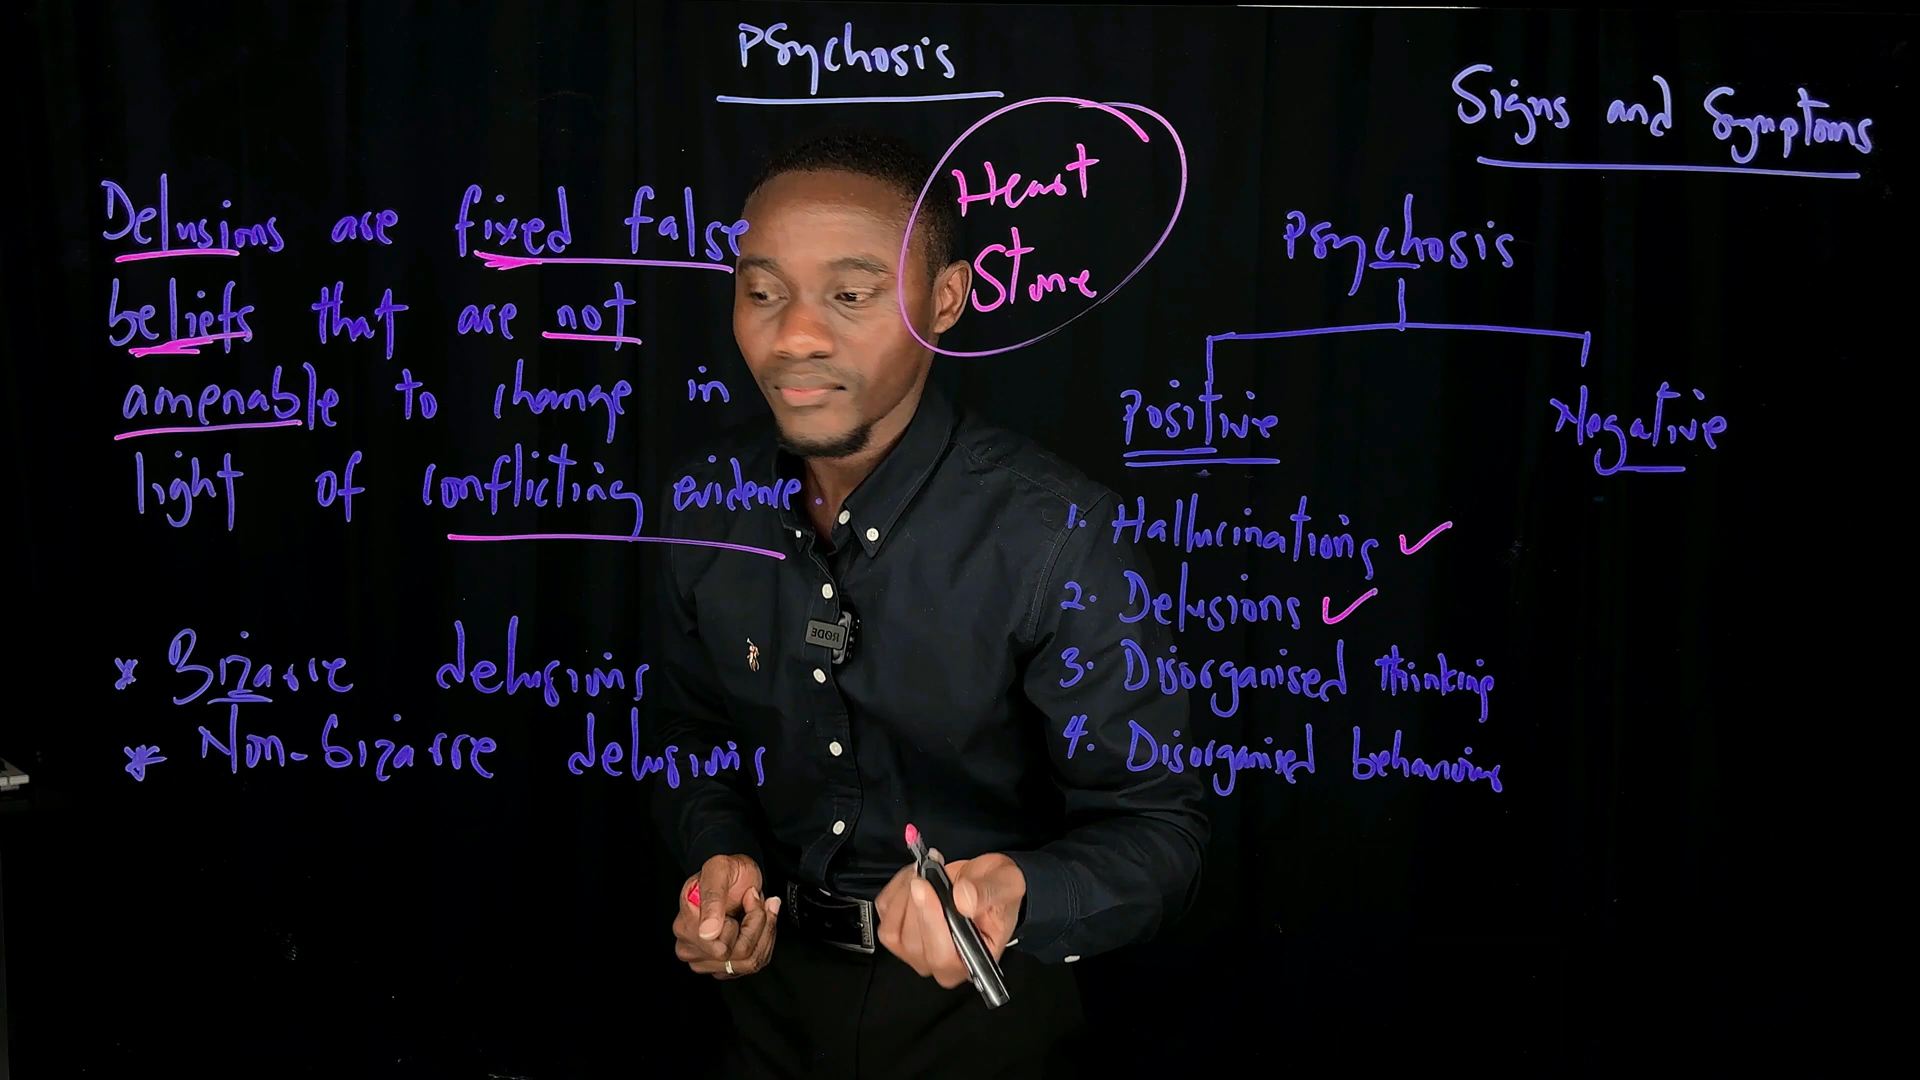 Psychosis
Signs and Symptoms
Delusions are fixed false
beliefs that are not
amenable to change in
light of conflicting evidence.
* Bizarre delusions
* Non-bizarre delusions
Heart
Stone
Psychosis
Positive
Negative
1. Hallucinations ✓
2. Delusions ✓
3. Disorganised thinking
4. Disorganised behaviour
RØDE